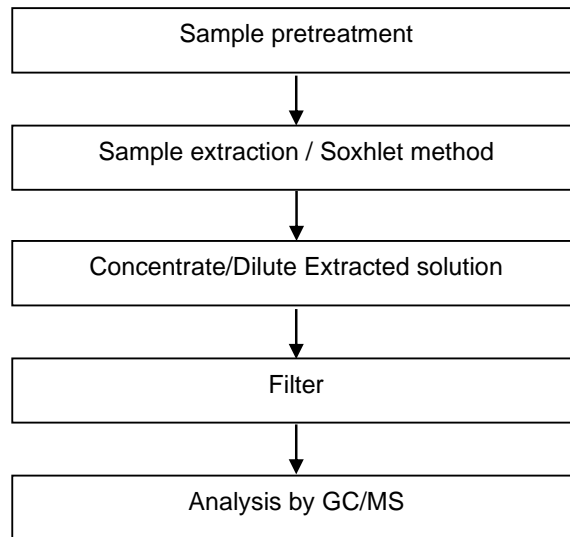 Sample pretreatment
Sample extraction / Soxhlet method
Concentrate/Dilute Extracted solution
Filter
Analysis by GC/MS